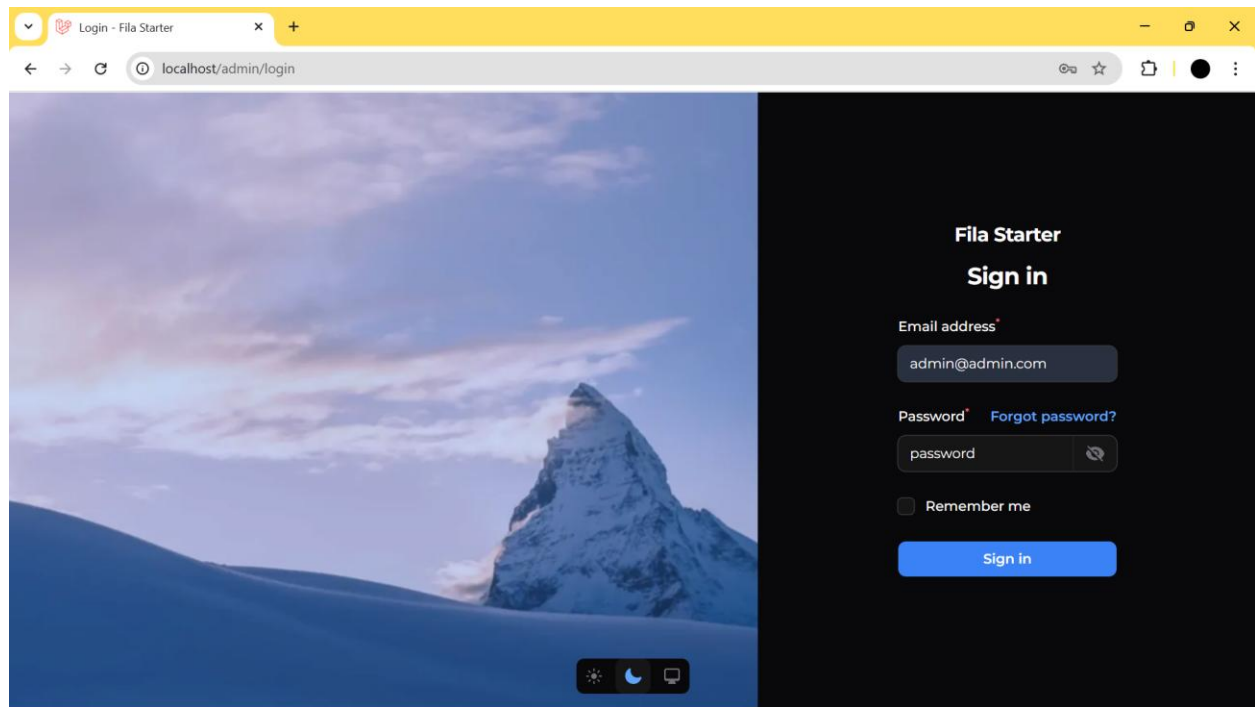 Login - Fila Starter
localhost/admin/login
Fila Starter
Sign in
Email address*
admin@admin.com
Password* Forgot password?
password
Remember me
Sign in